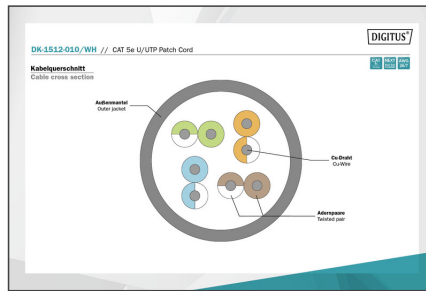 DIGITUS®
DK-1512-010/WH // CAT 5e U/UTP Patch Cord
Kabelquerschnitt
Cable cross section
Außenmantel
Outer jacket
Cu-Draht
Cu-Wire
Adernpaare
Twisted pair